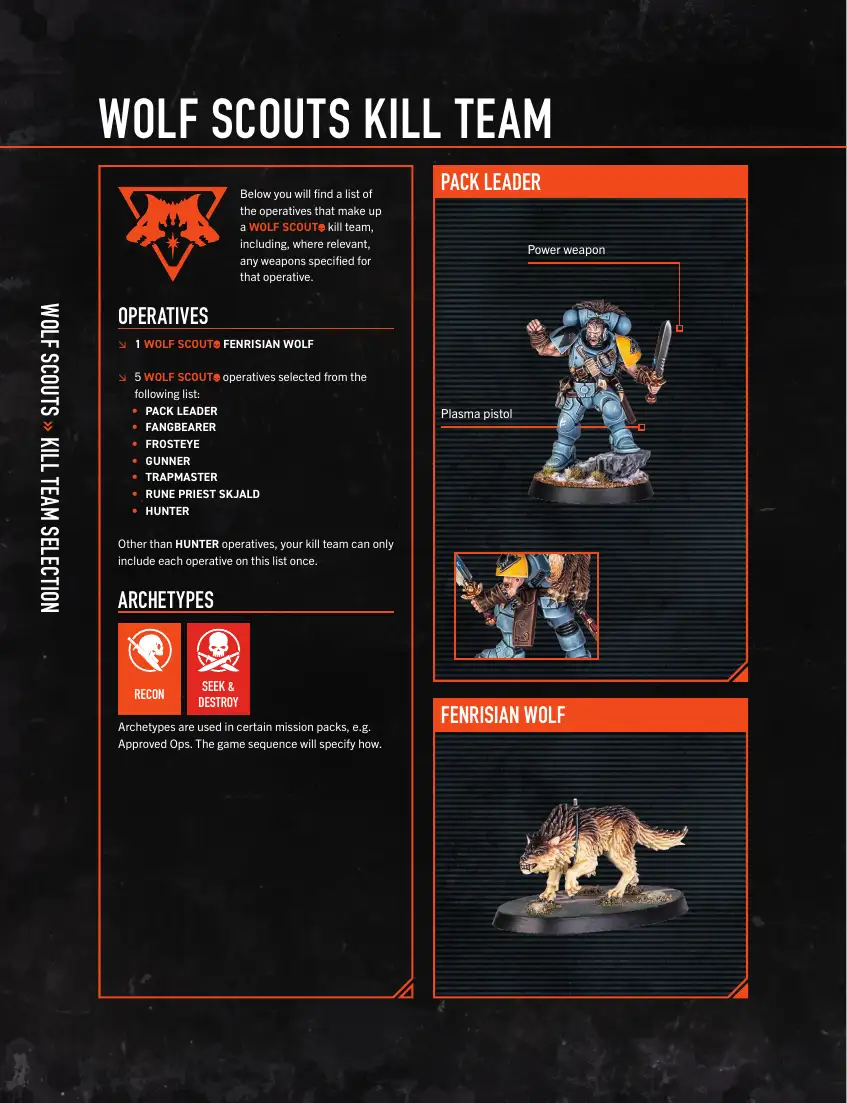 WOLF SCOUTS KILL TEAM
Below you will find a list of
the operatives that make up
a WOLF SCOUT kill team,
including, where relevant,
any weapons specified for
that operative.
OPERATIVES
1 WOLF SCOUT FENRISIAN WOLF
5 WOLF SCOUT operatives selected from the
following list:
• PACK LEADER
• FANGBEARER
• FROSTEYE
• GUNNER
• TRAPMASTER
• RUNE PRIEST SKJALD
• HUNTER
Other than HUNTER operatives, your kill team can only
include each operative on this list once.
ARCHETYPES
RECON
SEEK &
DESTROY
Archetypes are used in certain mission packs, e.g.
Approved Ops. The game sequence will specify how.
PACK LEADER
Power weapon
Plasma pistol
FENRISIAN WOLF
WOLF SCOUTS » KILL TEAM SELECTION